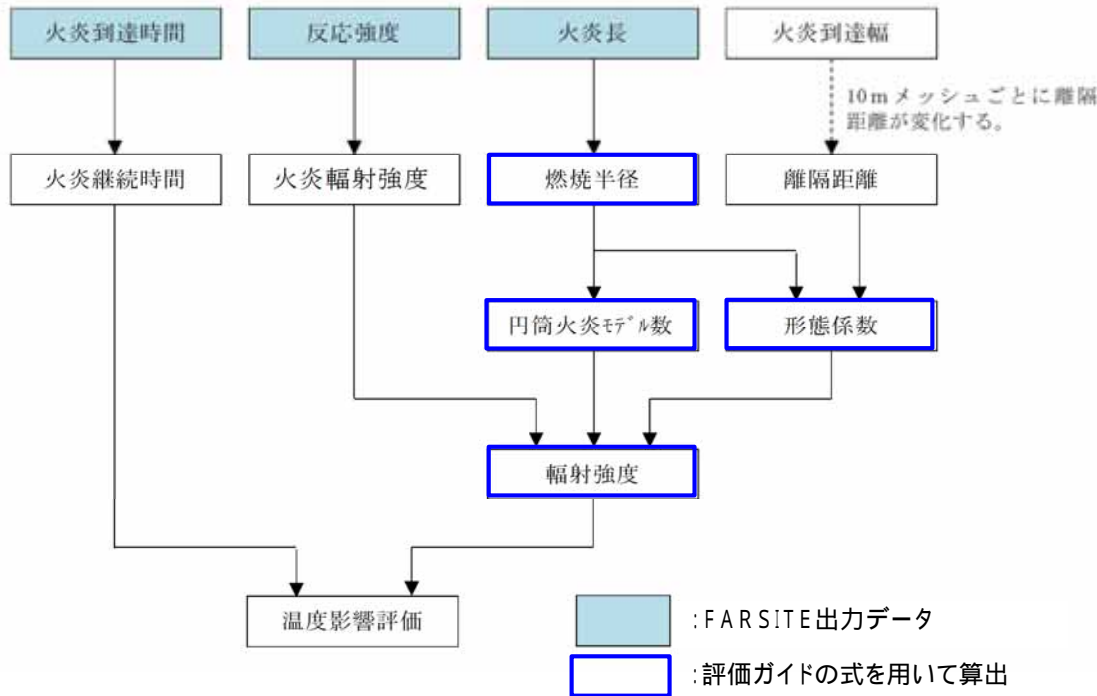 火炎到達時間
反応強度
火炎長
火炎到達幅
10mメッシュごとに離隔
距離が変化する。
火炎継続時間
火炎輻射強度
燃焼半径
離隔距離
円筒火炎ﾓﾃﾞﾙ数
形態係数
輻射強度
温度影響評価
:FARSITE出力データ
:評価ガイドの式を用いて算出